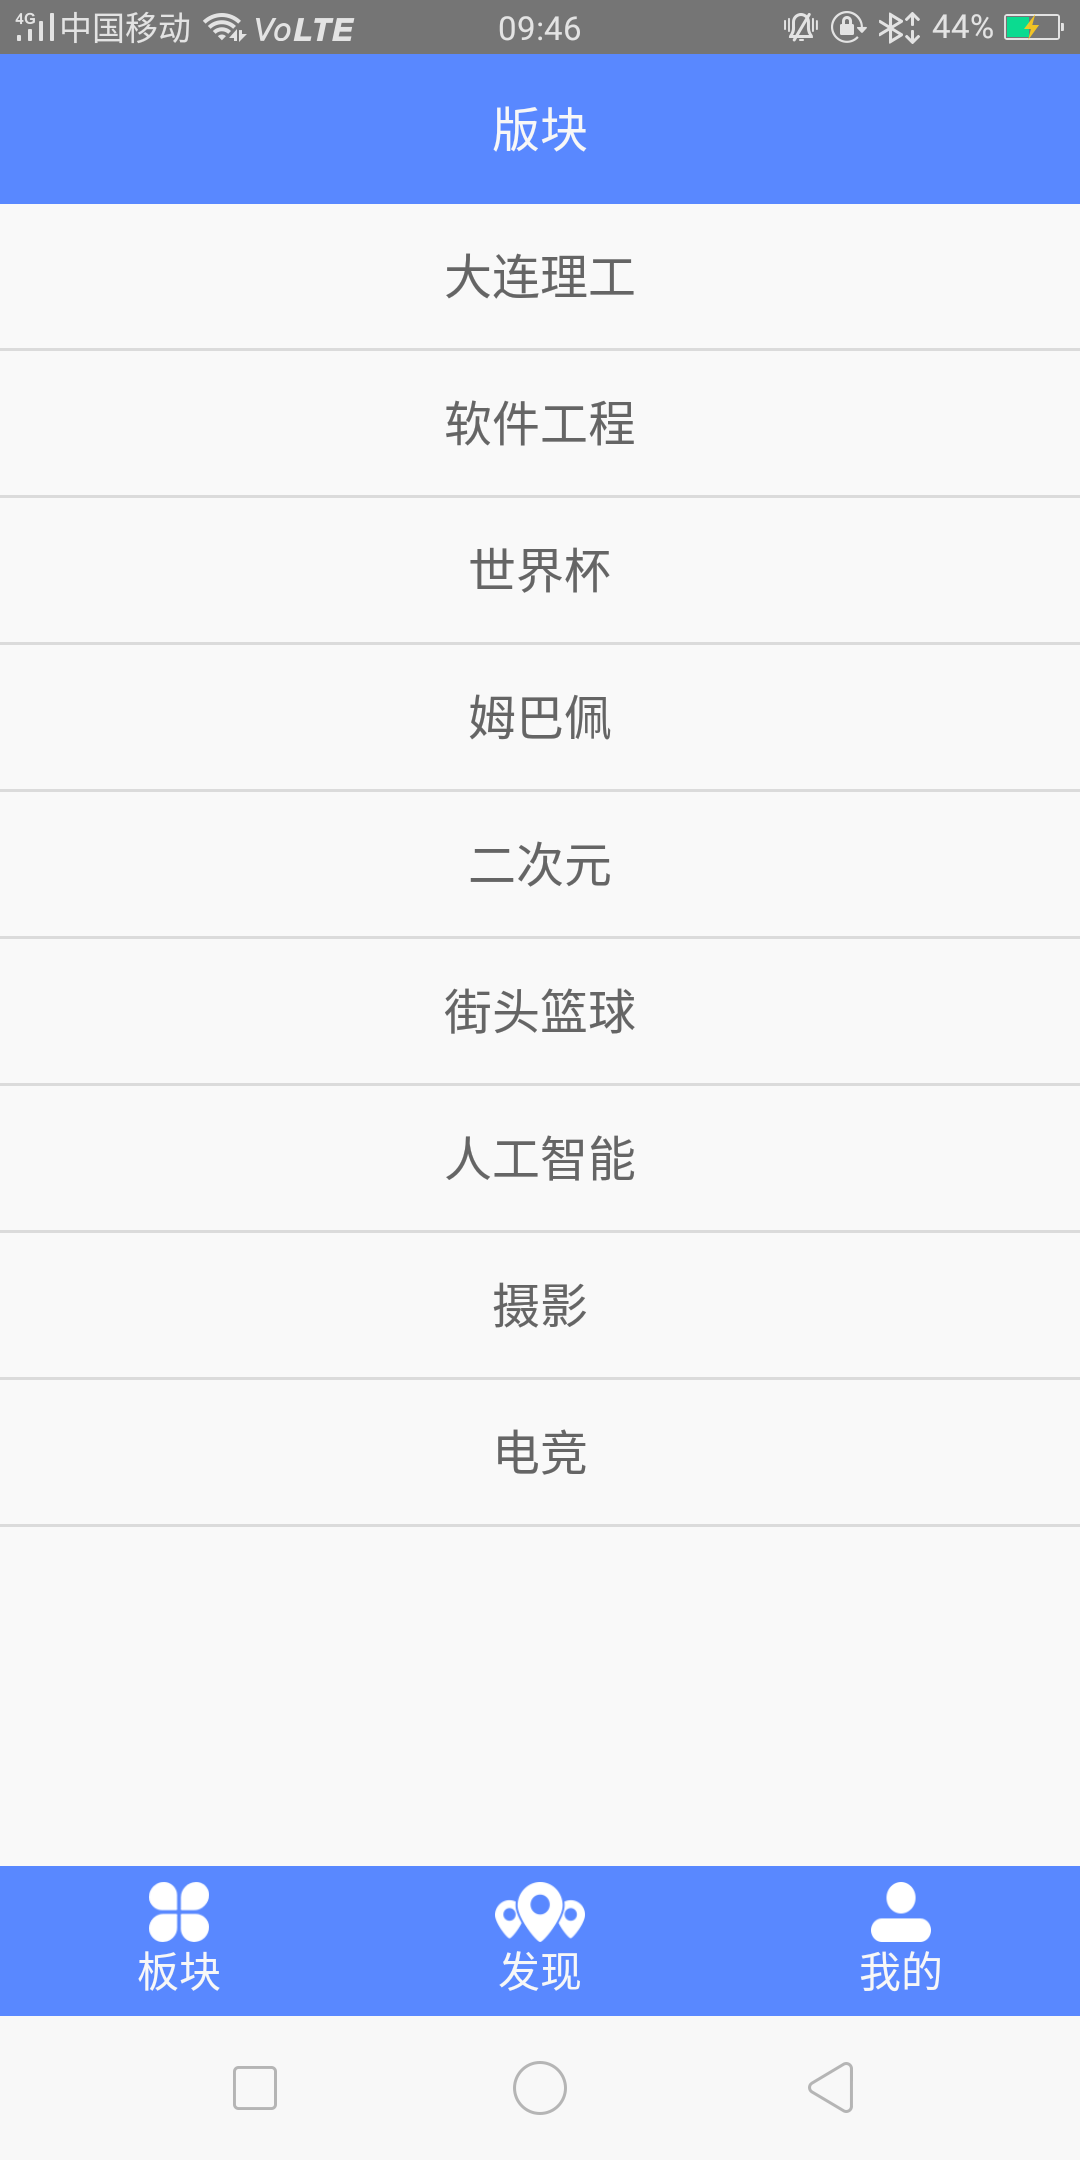 4G 中国移动 VoLTE 09:46 44%
版块
大连理工
软件工程
世界杯
姆巴佩
二次元
街头篮球
人工智能
摄影
电竞
板块 发现 我的